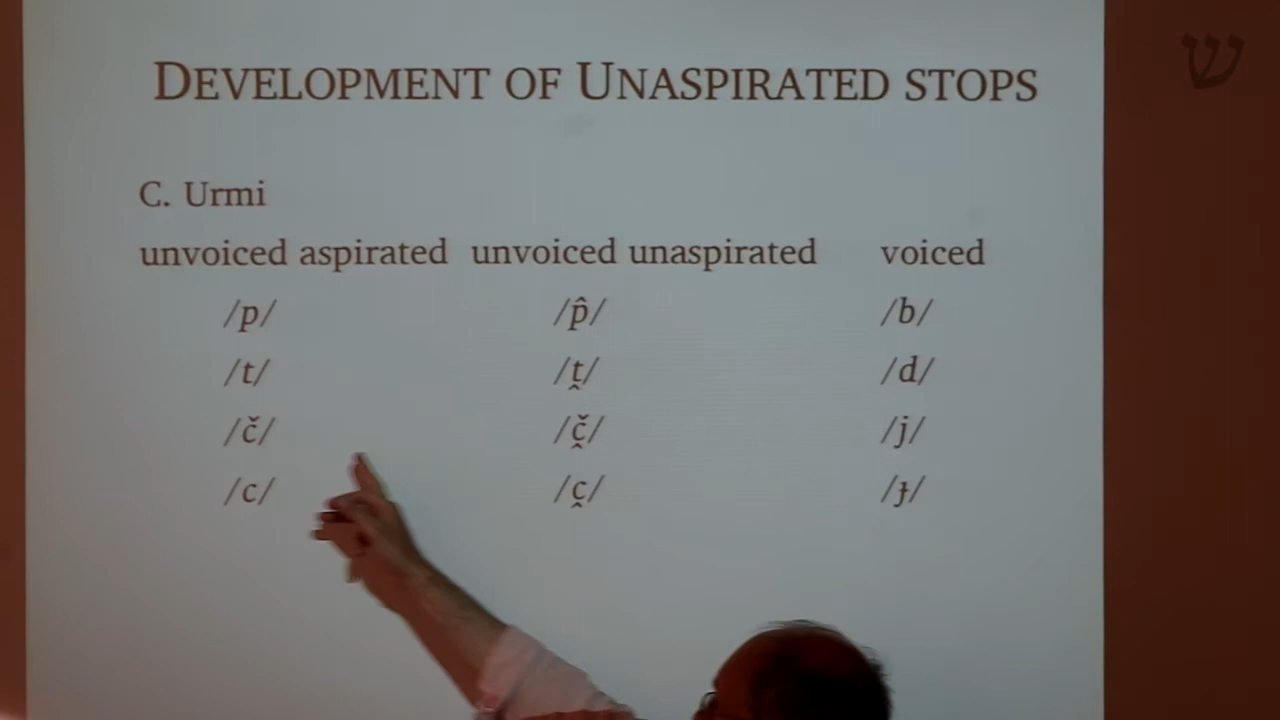 DEVELOPMENT OF UNASPIRATED STOPS
C. Urmi
unvoiced aspirated unvoiced unaspirated voiced
/p/ /p̂/ /b/
/t/ /ṱ/ /d/
/č/ /č̭/ /j/
/c/ /c̭/ /ɟ/
ש